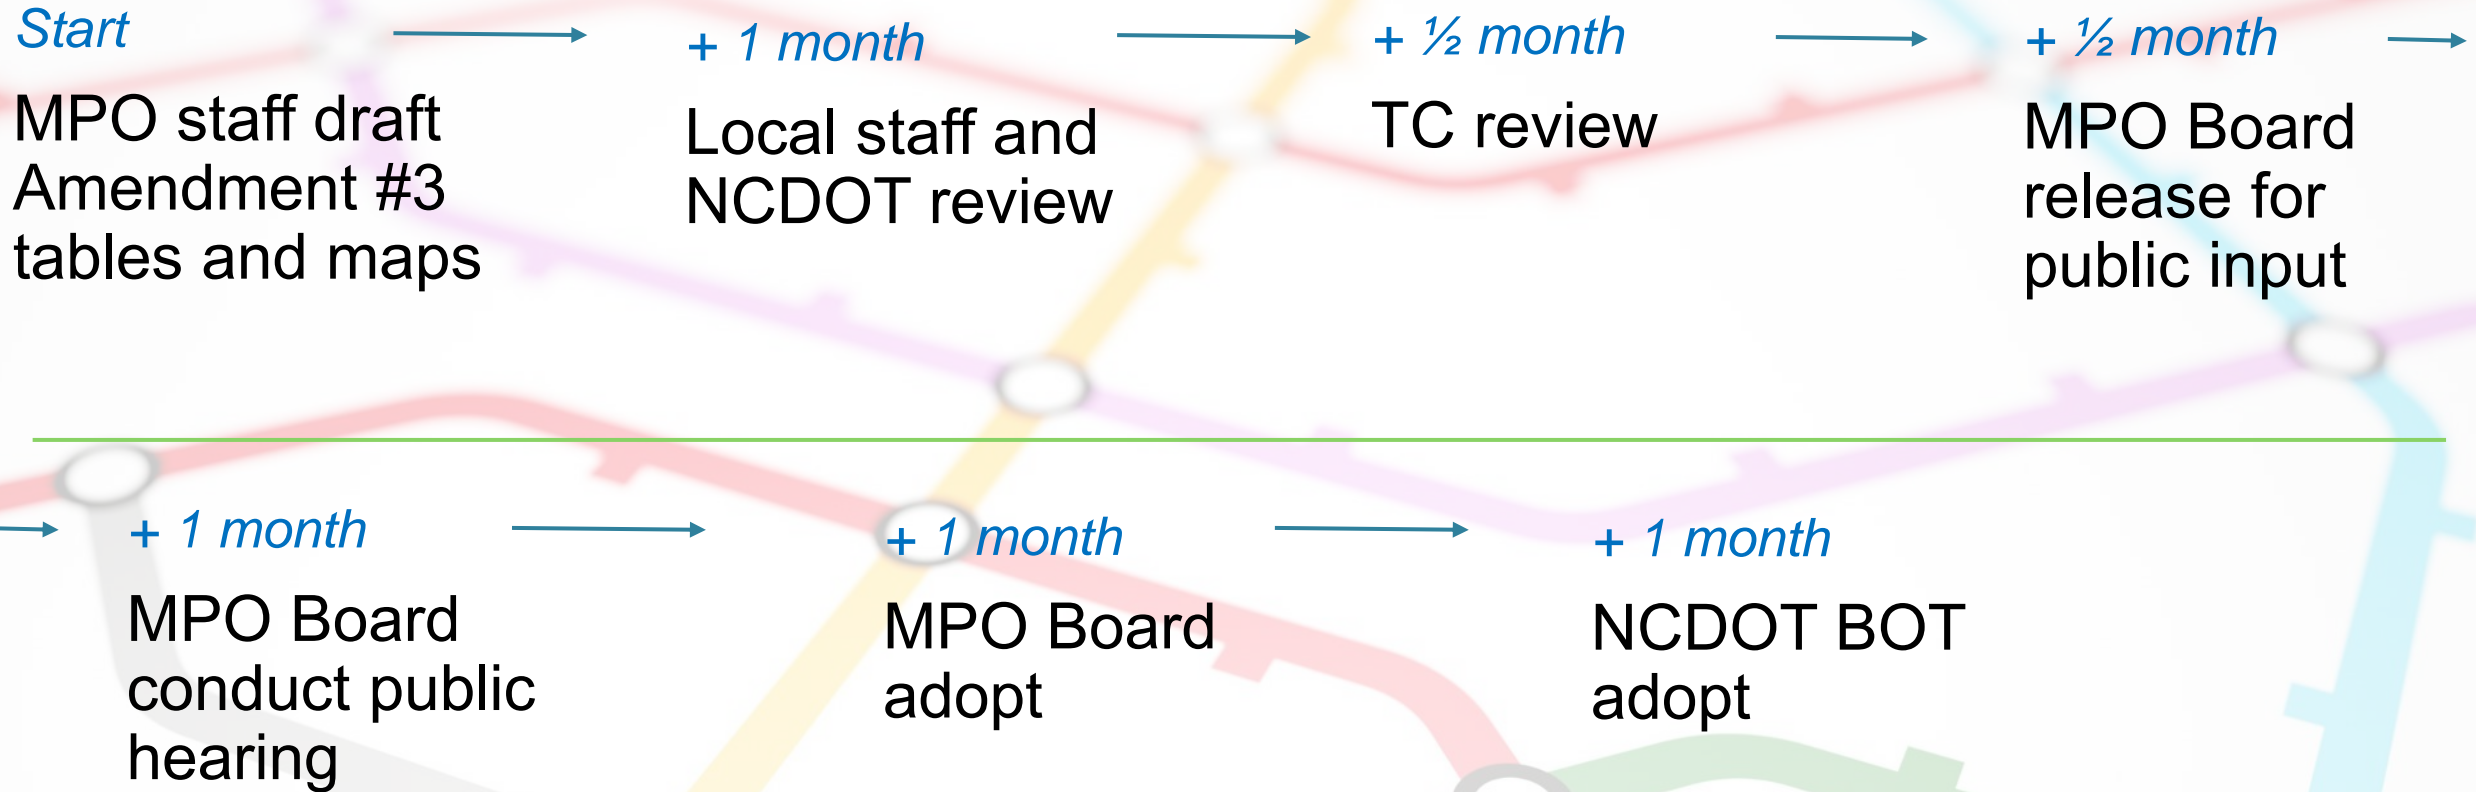 Start
MPO staff draft
Amendment #3
tables and maps
+ 1 month
Local staff and
NCDOT review
+ ½ month
TC review
+ ½ month
MPO Board
release for
public input
+ 1 month
MPO Board
conduct public
hearing
+ 1 month
MPO Board
adopt
+ 1 month
NCDOT BOT
adopt